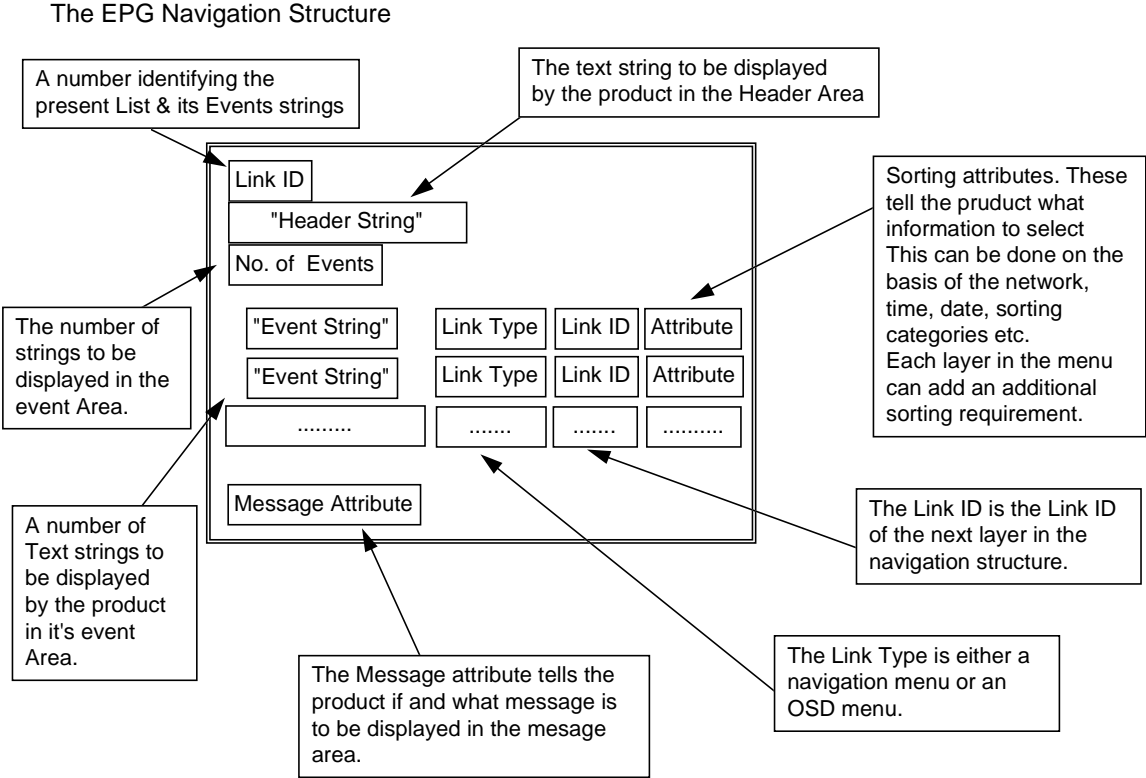 The EPG Navigation Structure
A number identifying the
present List & its Events strings
The text string to be displayed
by the product in the Header Area
Link ID
"Header String"
No. of Events
"Event String"
Link Type
Link ID
Attribute
"Event String"
Link Type
Link ID
Attribute
.........
.......
.......
..........
Message Attribute
Sorting attributes. These
tell the pruduct what
information to select
This can be done on the
basis of the network,
time, date, sorting
categories etc.
Each layer in the menu
can add an additional
sorting requirement.
The number of
strings to be
displayed in the
event Area.
A number of
Text strings to
be displayed
by the product
in it's event
Area.
The Link ID is the Link ID
of the next layer in the
navigation structure.
The Message attribute tells the
product if and what message is
to be displayed in the mesage
area.
The Link Type is either a
navigation menu or an
OSD menu.